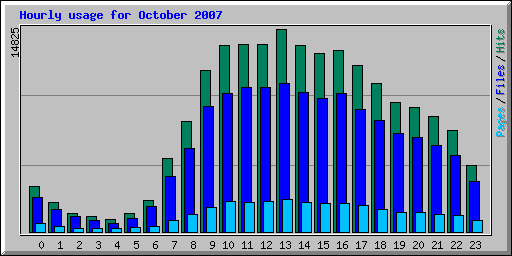 Hourly usage for October 2007
14825
Pages / Files / Hits
0 1 2 3 4 5 6 7 8 9 10 11 12 13 14 15 16 17 18 19 20 21 22 23